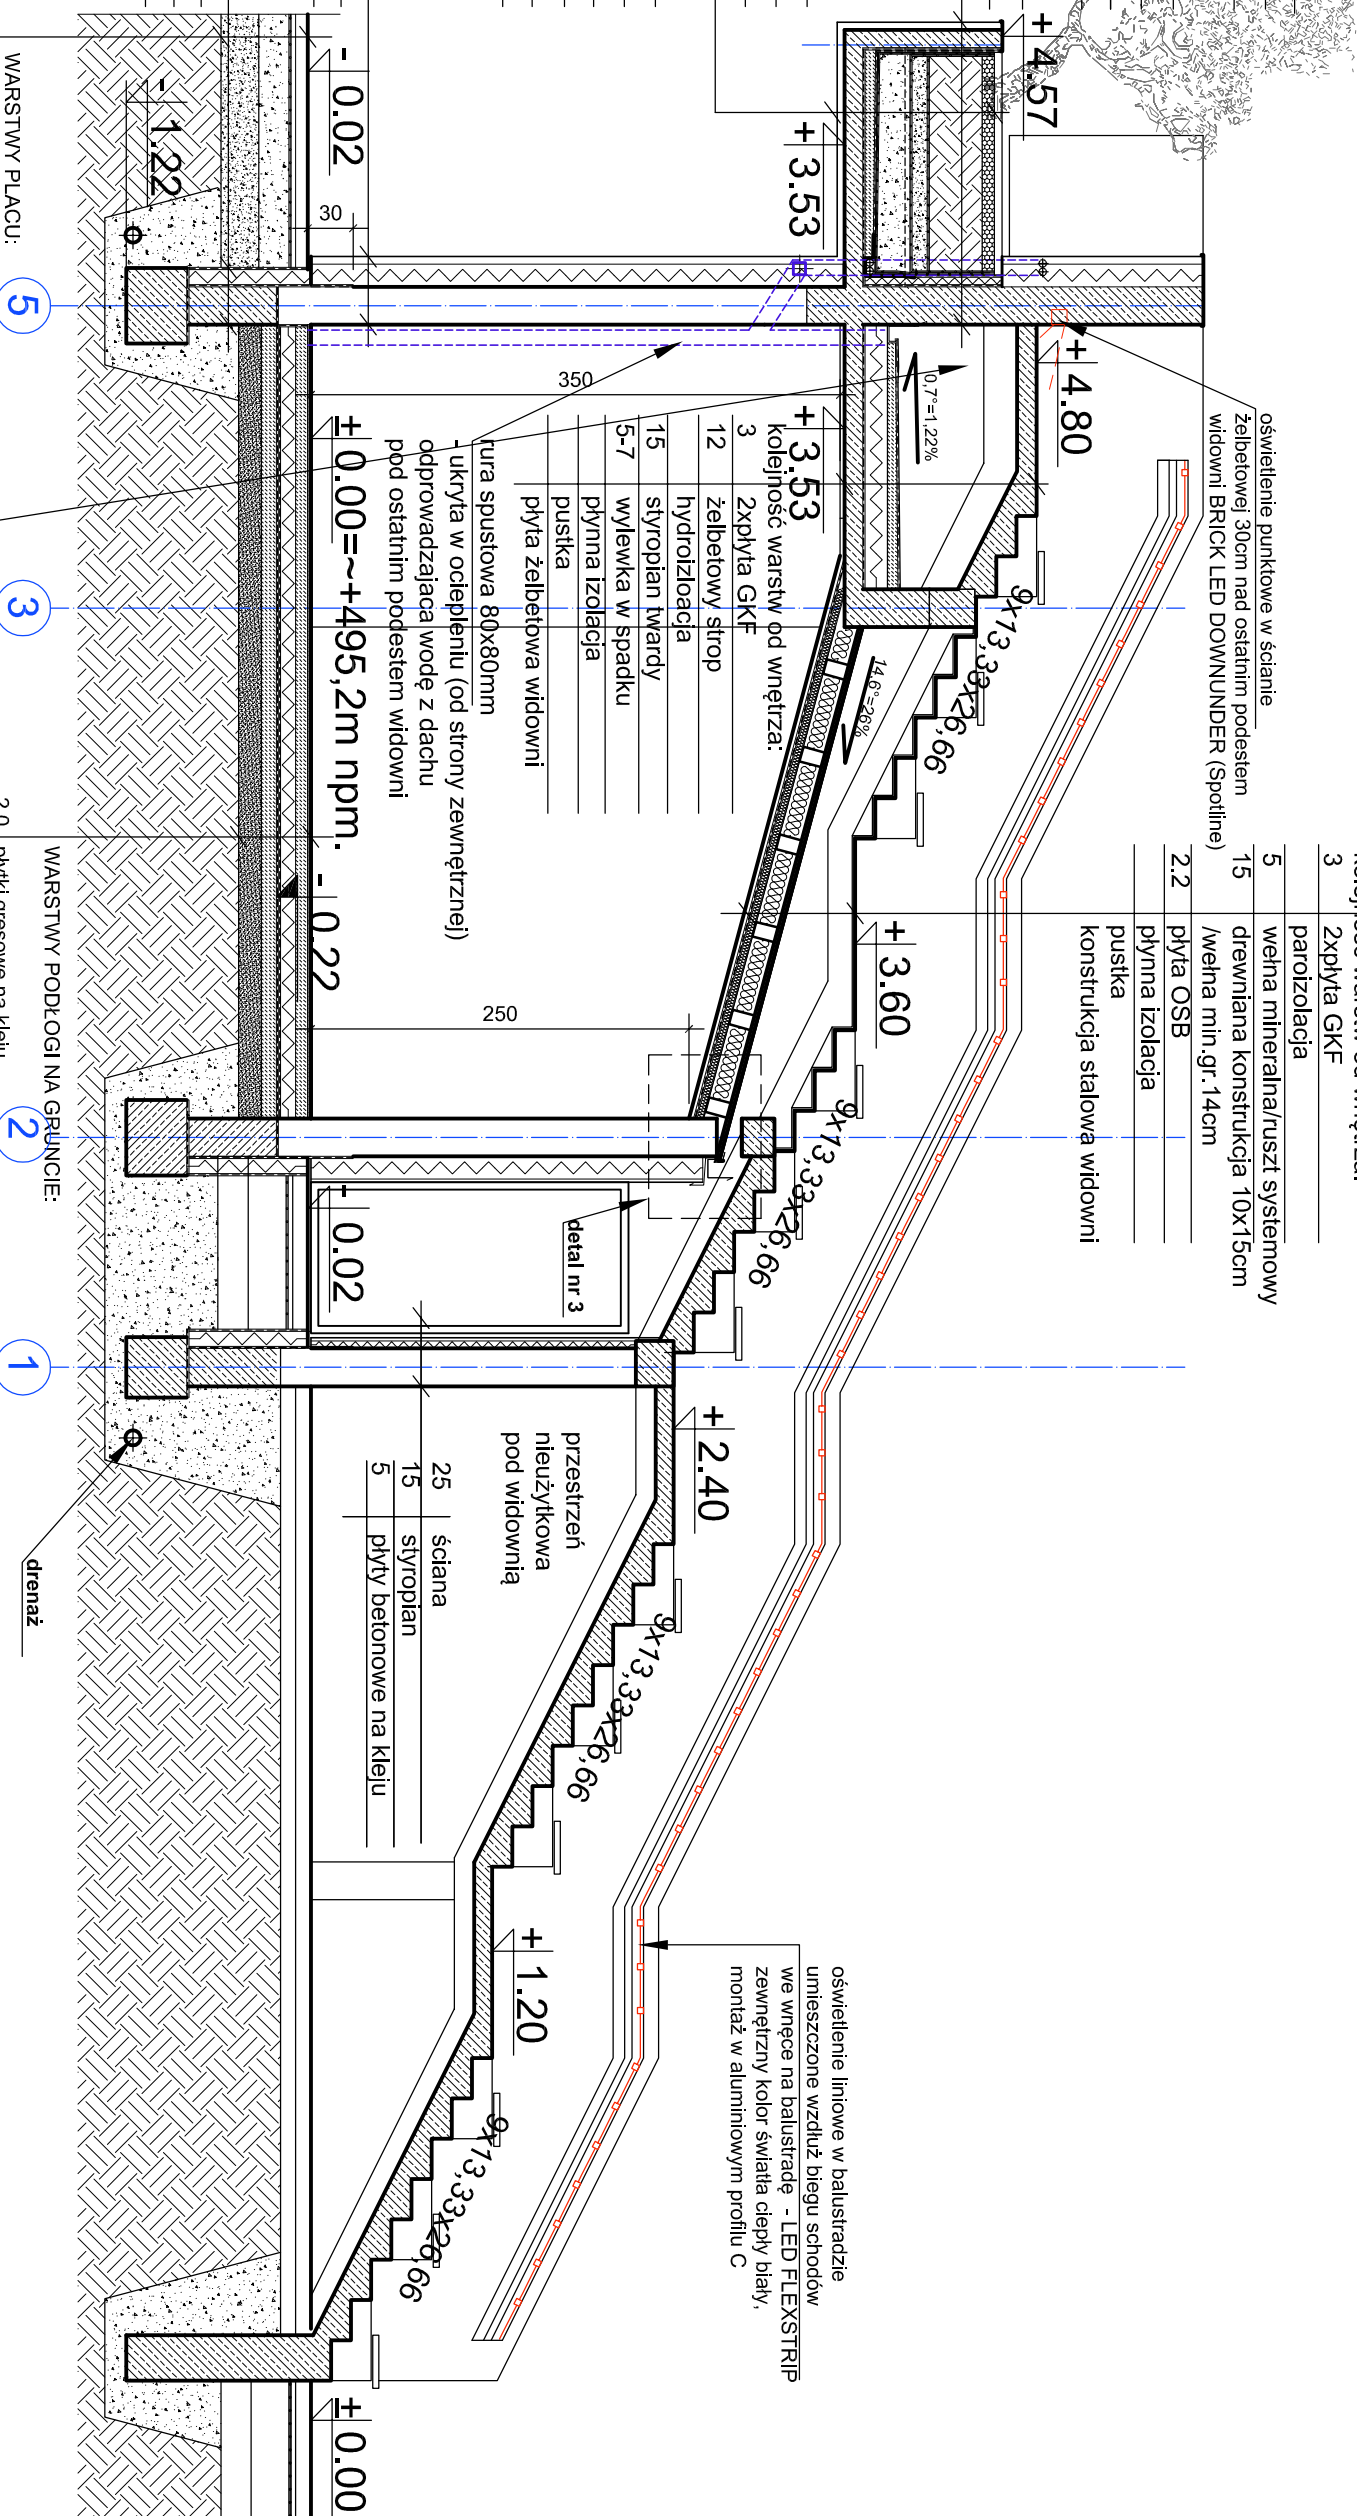 + 4.57
+ 3.53
- 0.02
- 1.22
30
WARSTWY PLACU:
5
+ 4.80
0,7°=1,22%
350
+ 3.53
± 0.00=~+495,2m npm.
oświetlenie punktowe w ścianie
żelbetowej 30cm nad ostatnim podestem
widowni BRICK LED DOWNUNDER (Spotline)
kolejność warstw od wnętrza:
3 2xpłyta GKF
12 żelbetowy strop
hydroizloacja
15 styropian twardy
5-7 wylewka w spadku
płynna izolacja
pustka
płyta żelbetowa widowni
rura spustowa 80x80mm
- ukryta w ociepleniu (od strony zewnętrznej)
odprowadzajaca wodę z dachu
pod ostatnim podestem widowni
3
9x13,33x26,66
14,6°=26%
3 2xpłyta GKF
paroizolacja
5 wełna mineralna/ruszt systemowy
15 drewniana konstrukcja 10x15cm
/wełna min.gr.14cm
2.2 płyta OSB
płynna izolacja
pustka
konstrukcja stalowa widowni
+ 3.60
- 0.22
250
WARSTWY PODŁOGI NA GRUNCIE:
2,0 płytki gresowe na kleju
2
9x13,33x26,66
- 0.02
detal nr 3
1
+ 2.40
przestrzeń
nieużytkowa
pod widownią
25 ściana
15 styropian
5 płyty betonowe na kleju
drenaż
9x13,33x26,66
+ 1.20
oświetlenie liniowe w balustradzie
umieszczone wzdłuż biegu schodów
we wnęce na balustradę - LED FLEXSTRIP
zewnętrzny kolor światła ciepły biały,
montaż w aluminiowym profilu C
9x13,33x26,66
± 0.00